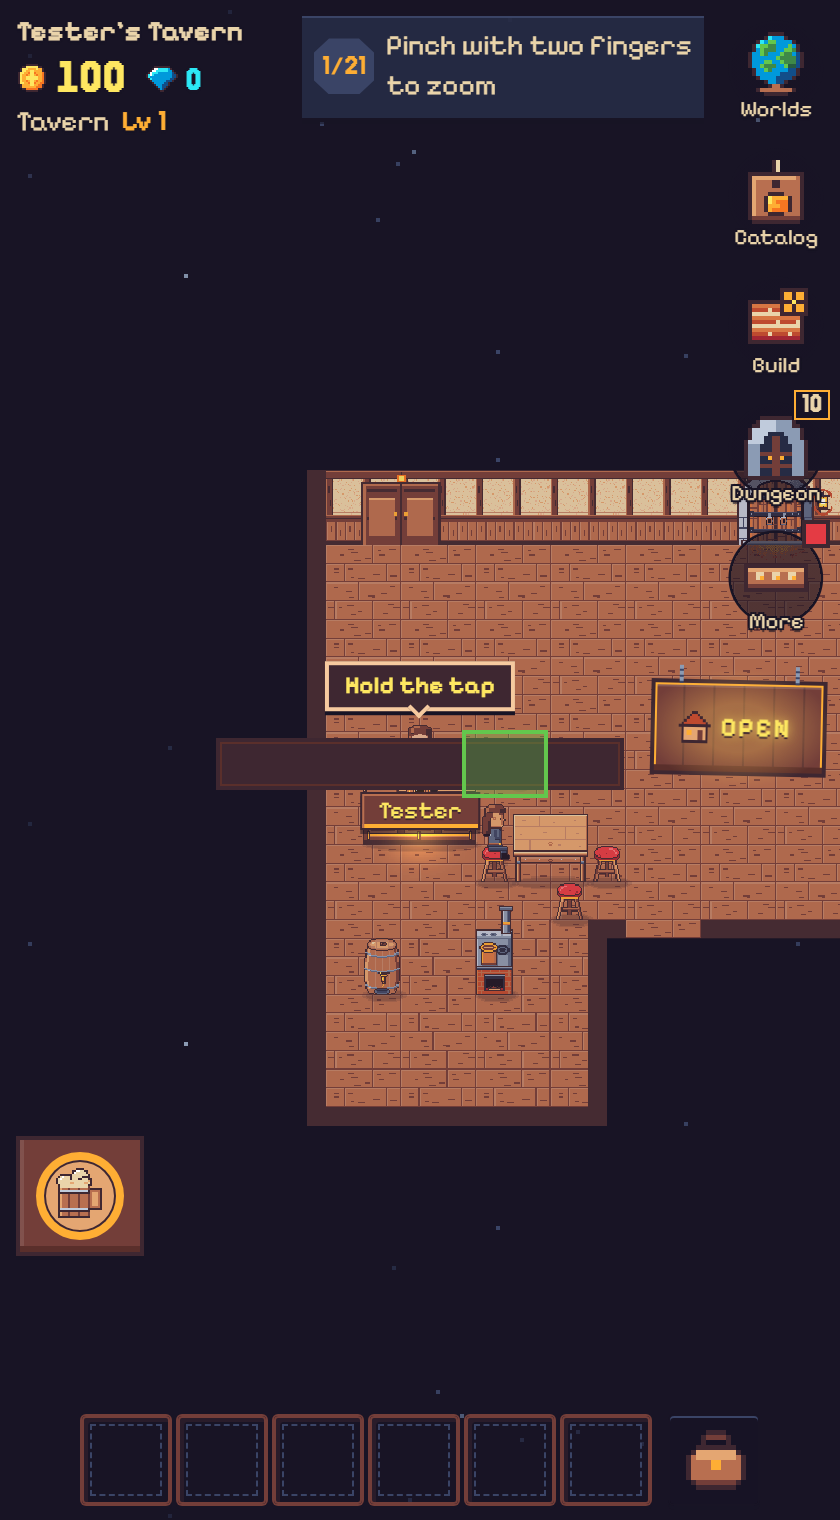 Tester's Tavern
100 0
Tavern Lv 1
1/21
Pinch with two fingers
to zoom
Worlds
Catalog
Build
10
Dungeon
More
Hold the tap
OPEN
Tester